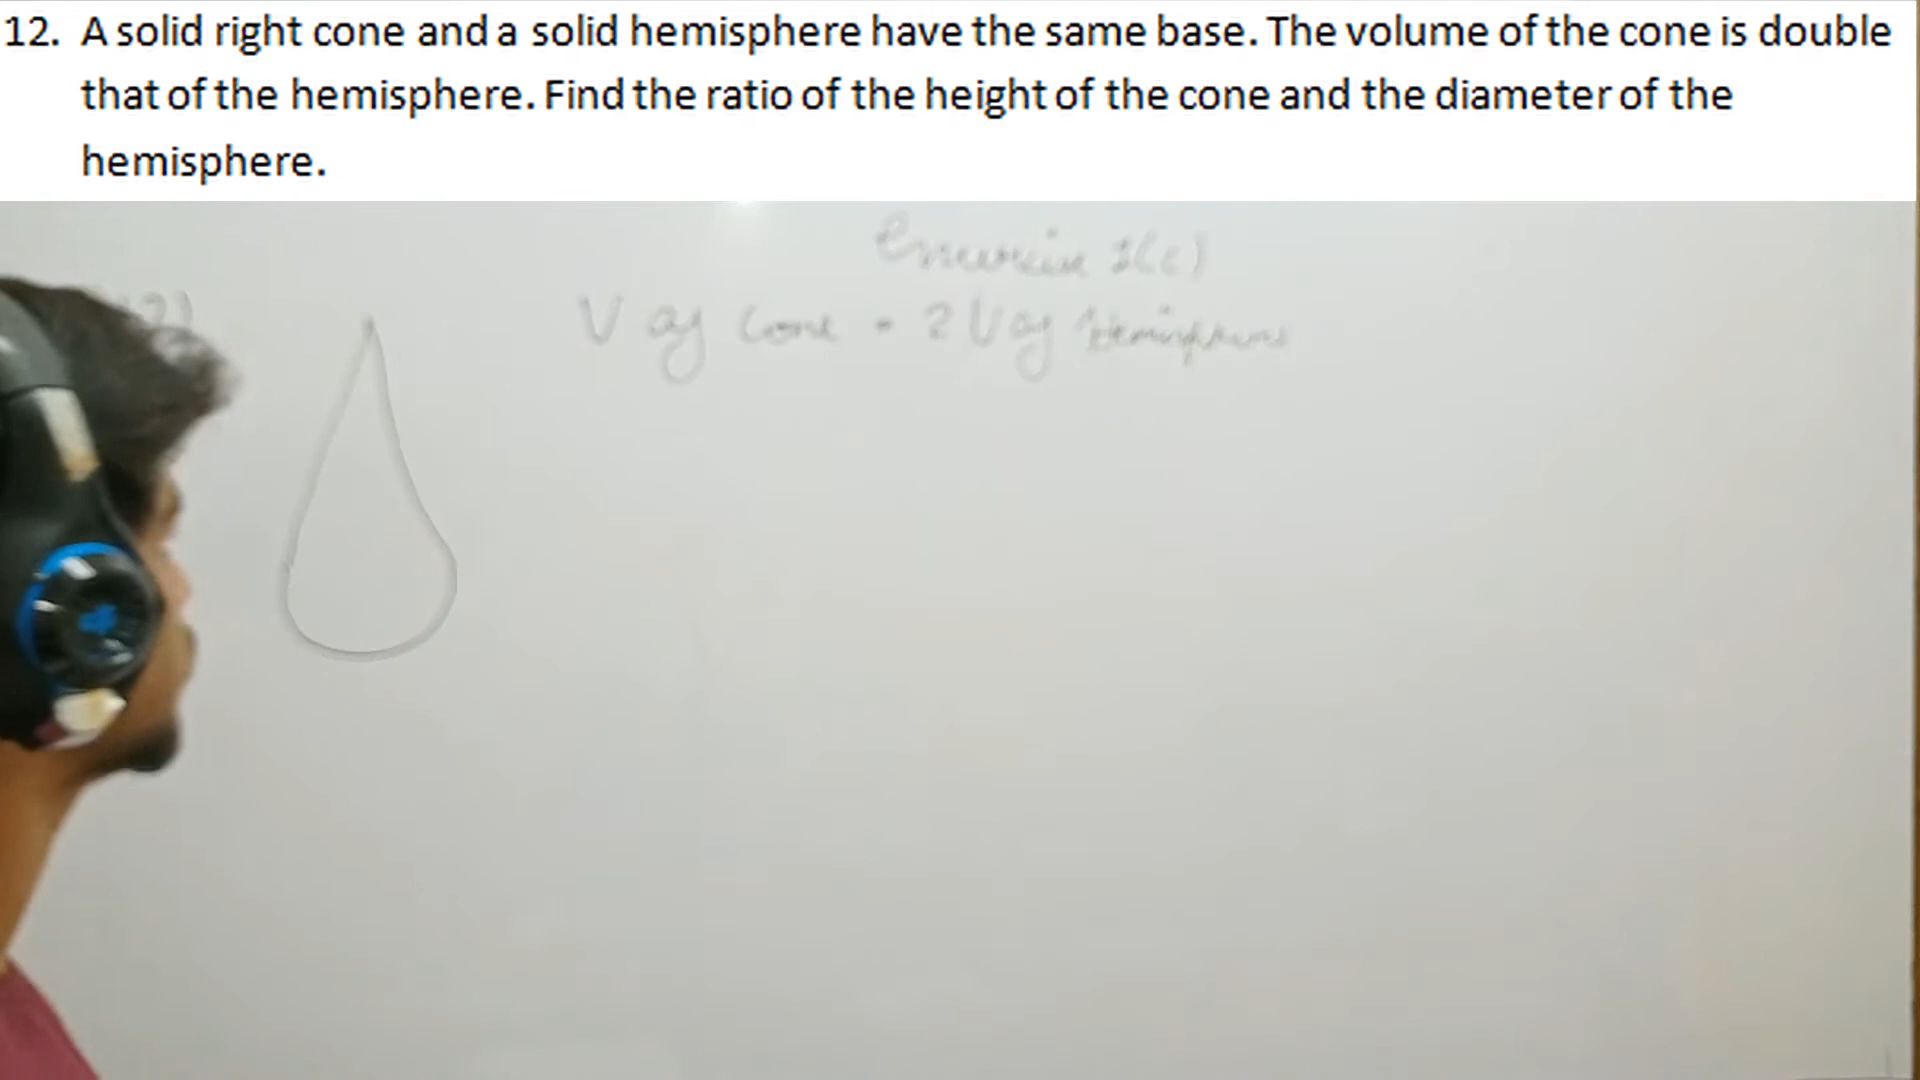 12. A solid right cone and a solid hemisphere have the same base. The volume of the cone is double
that of the hemisphere. Find the ratio of the height of the cone and the diameter of the
hemisphere.
1(c)
12)
V of Cone = 2 V of Hemisphere